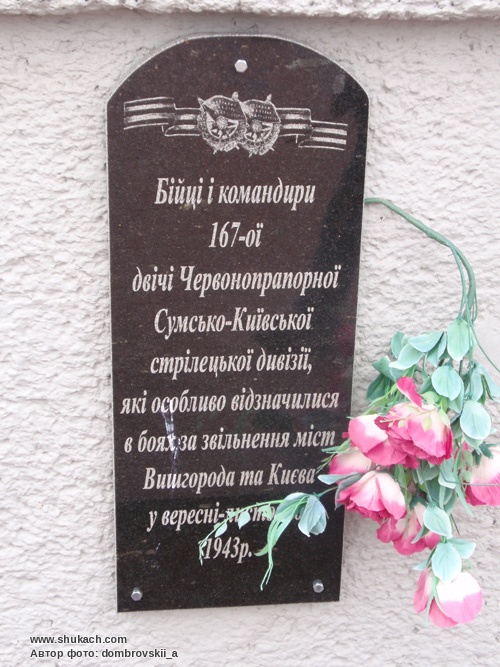 Бійці і командири
167-ої
двічі Червонопрапорної
Сумсько-Київської
стрілецької дивізії,
які особливо відзначилися
в боях за звільнення міст
Вишгорода та Києва
у вересні-
1943р.
www.shukach.com
Автор фото: dombrovskii_a